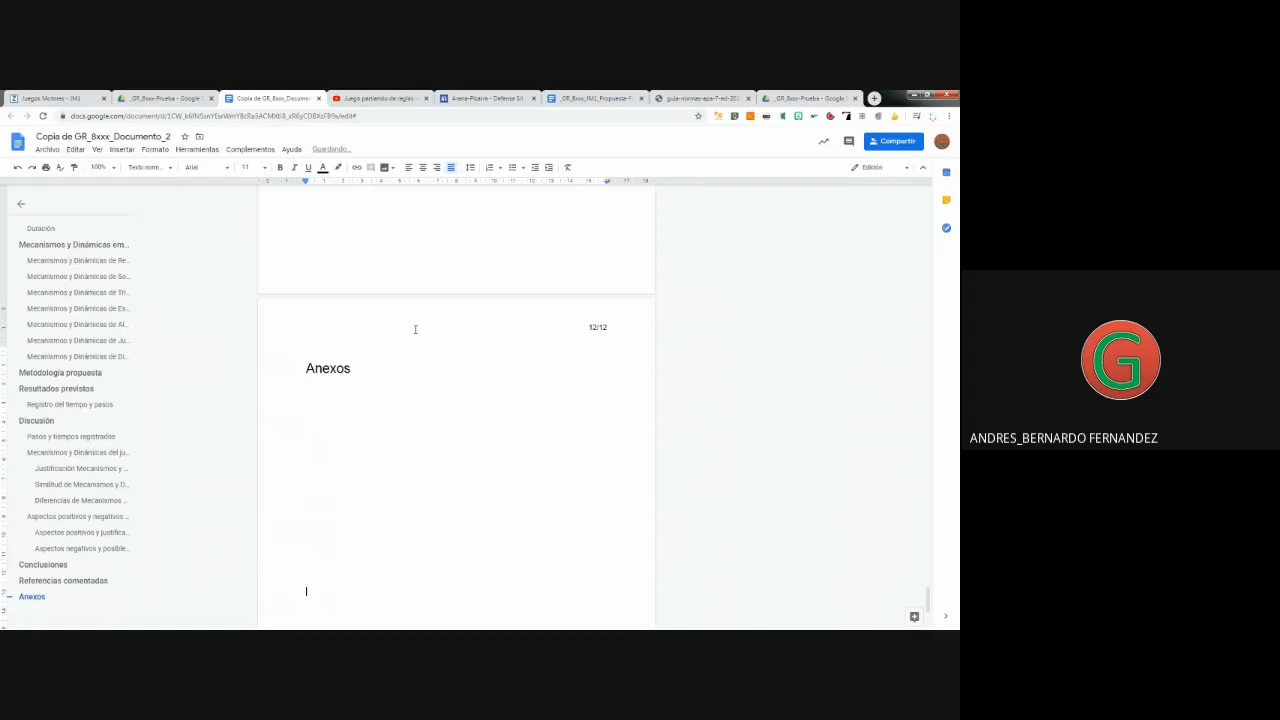 Juegos Motores - JM1
_GR_8xxx-Prueba - Google
Copia de GR_8xxx_Docume
Juego partiendo de reglas -
Arena-Pizarra - Defensa Si
_GR_8xxx_JM1_Propuesta-P
guia-normas-apa-7-ed-20
_GR_8xxx-Prueba - Google
Copia de GR_8xxx_Documento_2
Archivo Editar Ver Insertar Formato Herramientas Complementos Ayuda Guardando...
Compartir
100% Texto norm... Arial 11
Edición
Duración
Mecanismos y Dinámicas em...
Mecanismos y Dinámicas de Re...
Mecanismos y Dinámicas de So...
Mecanismos y Dinámicas de Tri...
Mecanismos y Dinámicas de Es...
Mecanismos y Dinámicas de Al...
Mecanismos y Dinámicas de Ju...
Mecanismos y Dinámicas de Di...
Metodología propuesta
Resultados previstos
Registro del tiempo y pasos
Discusión
Pasos y tiempos registrados
Mecanismos y Dinámicas del ju...
Justificación Mecanismos y ...
Similitud de Mecanismos y D...
Diferencias de Mecanismos ...
Aspectos positivos y negativos ...
Aspectos positivos y justifica...
Aspectos negativos y posible...
Conclusiones
Referencias comentadas
Anexos
12/12
Anexos
G
ANDRES_BERNARDO FERNANDEZ